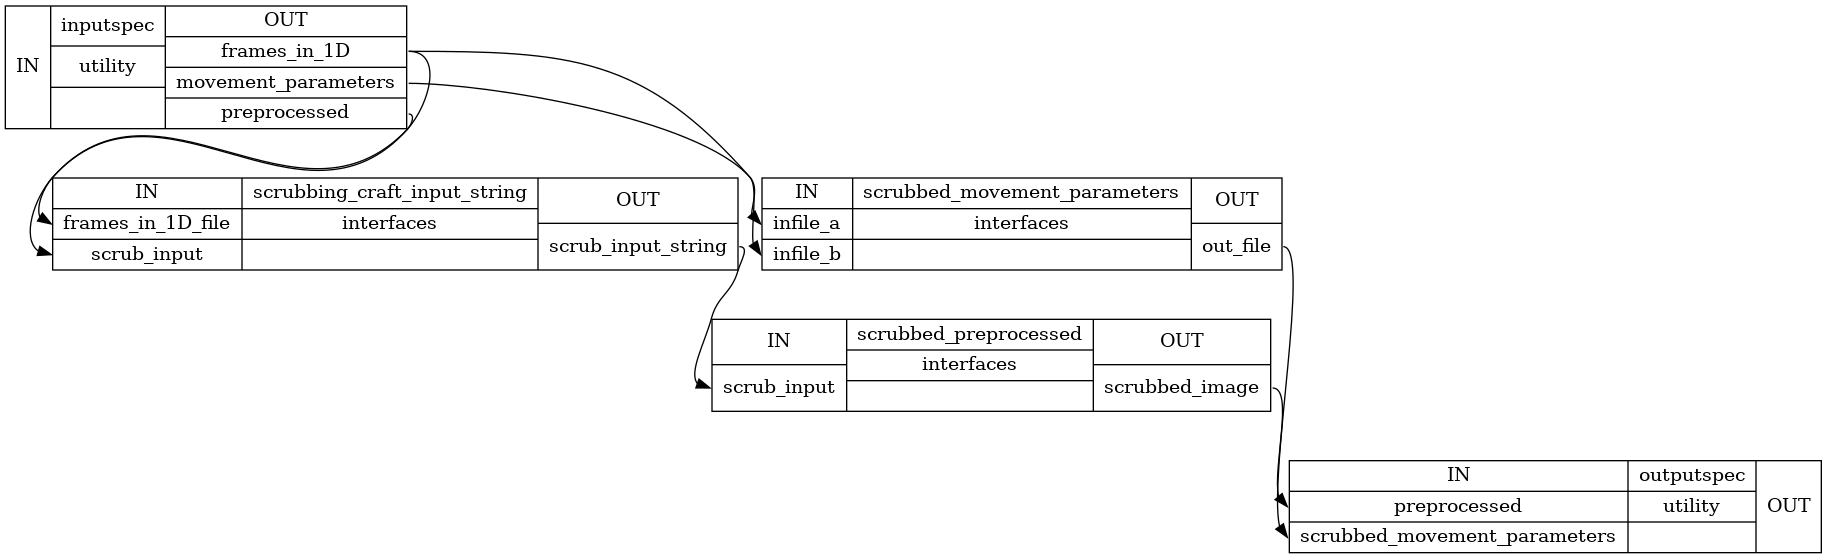 IN
inputspec
utility
OUT
frames_in_1D
movement_parameters
preprocessed
IN
frames_in_1D_file
scrub_input
scrubbing_craft_input_string
interfaces
OUT
scrub_input_string
IN
infile_a
infile_b
scrubbed_movement_parameters
interfaces
OUT
out_file
IN
scrub_input
scrubbed_preprocessed
interfaces
OUT
scrubbed_image
IN
preprocessed
scrubbed_movement_parameters
outputspec
utility
OUT